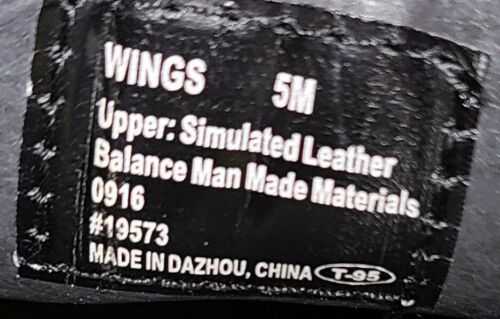 WINGS 5M
Upper: Simulated Leather
Balance Man Made Materials
0916
#19573
MADE IN DAZHOU, CHINA T-95